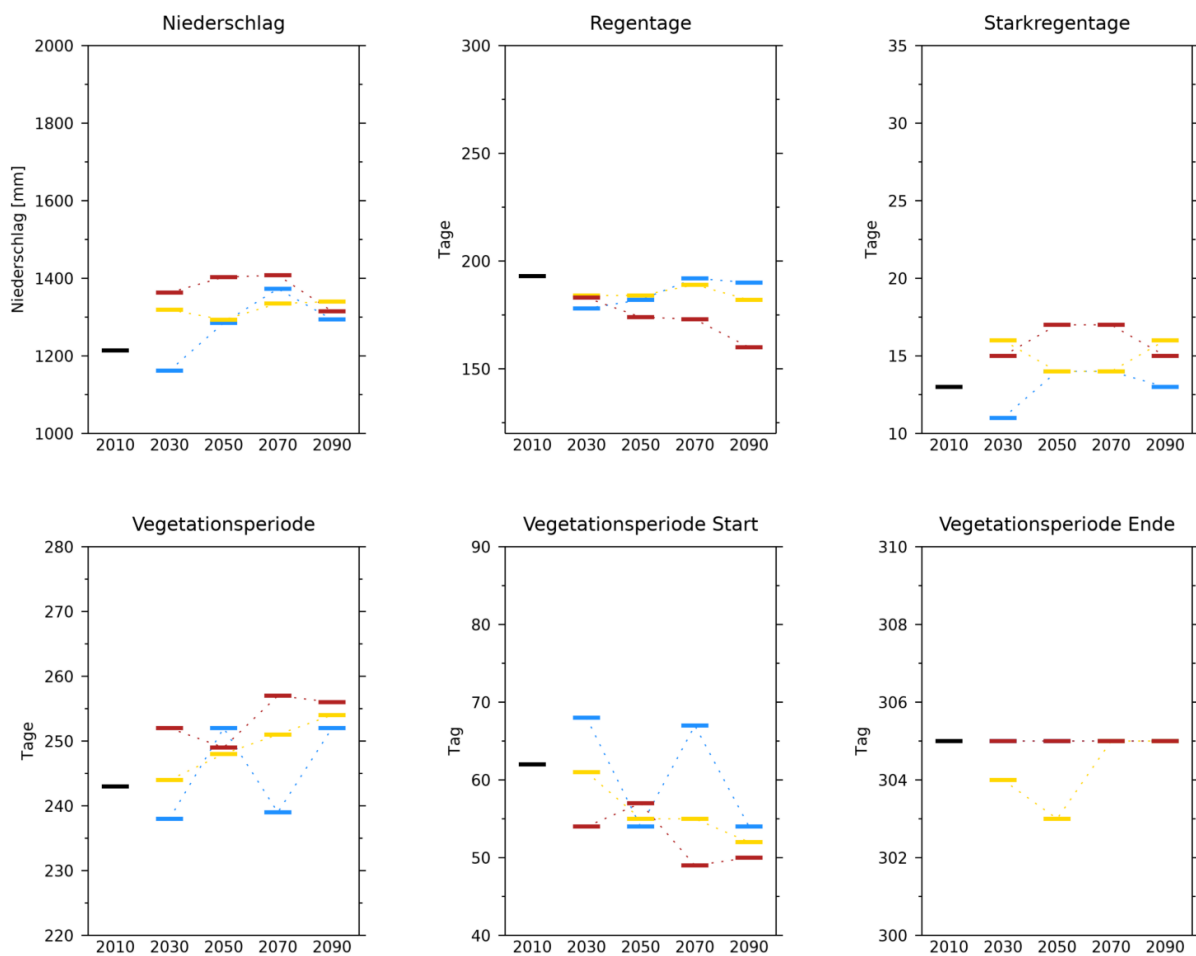 Niederschlag
Niederschlag [mm]
2000
1800
1600
1400
1200
1000
2010 2030 2050 2070 2090
Regentage
Tage
300
250
200
150
2010 2030 2050 2070 2090
Starkregentage
Tage
35
30
25
20
15
10
2010 2030 2050 2070 2090
Vegetationsperiode
Tage
280
270
260
250
240
230
220
2010 2030 2050 2070 2090
Vegetationsperiode Start
Tag
90
80
70
60
50
40
2010 2030 2050 2070 2090
Vegetationsperiode Ende
Tag
310
308
306
304
302
300
2010 2030 2050 2070 2090